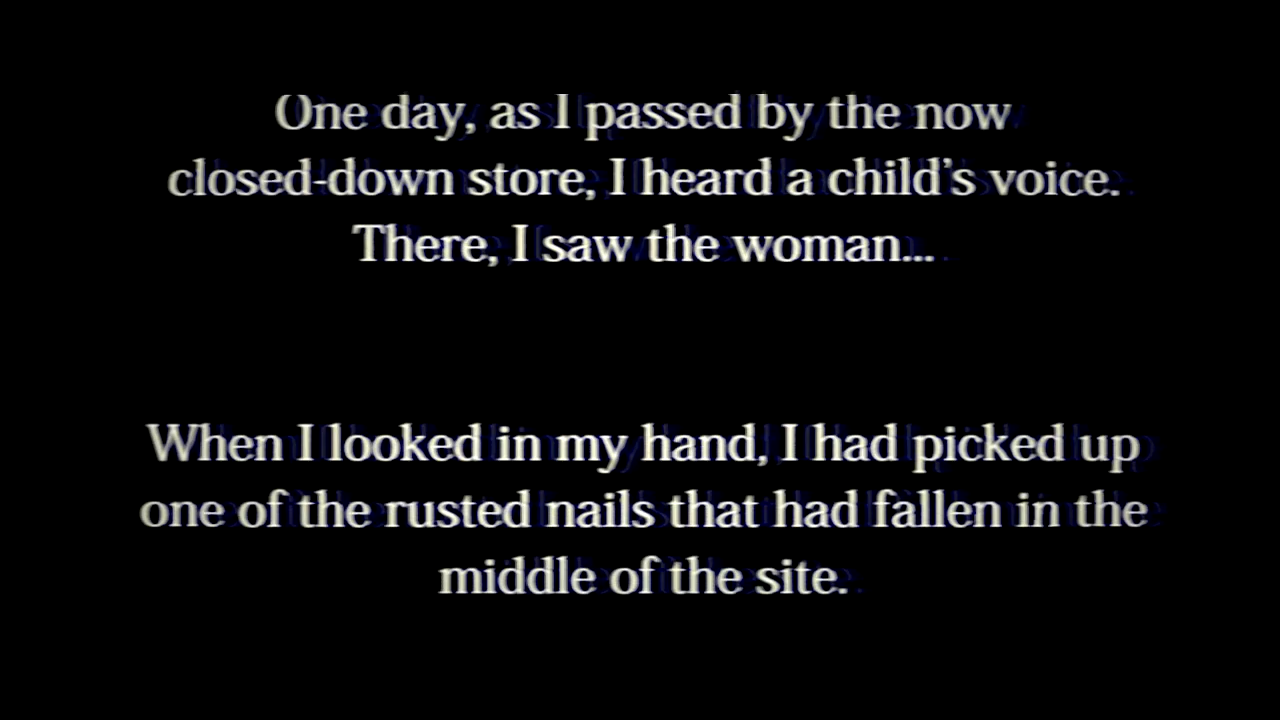 One day, as I passed by the now
closed-down store, I heard a child's voice.
There, I saw the woman...
When I looked in my hand, I had picked up
one of the rusted nails that had fallen in the
middle of the site.